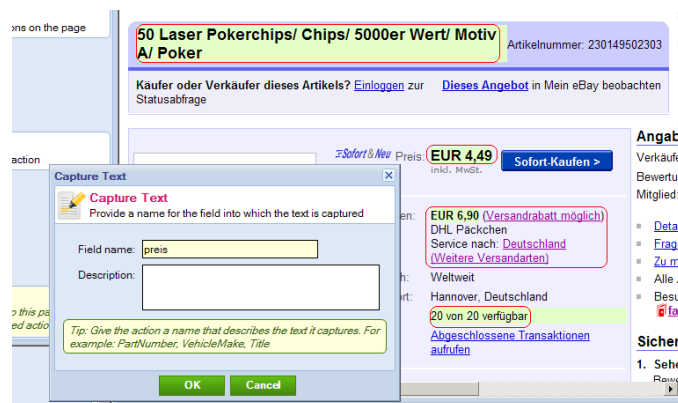 ons on the page
50 Laser Pokerchips/ Chips/ 5000er Wert/ Motiv
A/ Poker
Artikelnummer: 230149502303
Käufer oder Verkäufer dieses Artikels? Einloggen zur
Statusabfrage
Dieses Angebot in Mein eBay beobachten
action
Sofort & Neu Preis: EUR 4,49
inkl. MwSt.
Sofort-Kaufen >
en: EUR 6,90 (Versandrabatt möglich)
DHL Päckchen
Service nach: Deutschland
(Weitere Versandarten)
h: Weltweit
ort: Hannover, Deutschland
20 von 20 verfügbar
Abgeschlossene Transaktionen
aufrufen
Angab
Verkäufe
Bewertu
Mitglied:
Deta
Frag
Zu m
Alle
Besu
fa
Sicher
1. Sehe
Bewe
Capture Text
Capture Text
Provide a name for the field into which the text is captured
Field name: preis
Description:
Tip: Give the action a name that describes the text it captures. For
example: PartNumber, VehicleMake, Title
OK Cancel
o this pa
ed actio